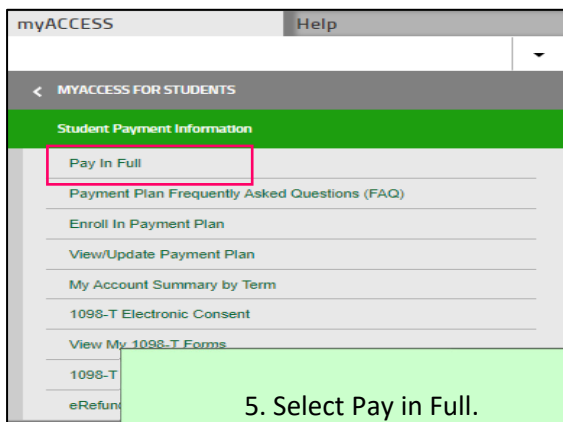 myACCESS Help
< MYACCESS FOR STUDENTS
Student Payment Information
Pay In Full
Payment Plan Frequently Asked Questions (FAQ)
Enroll In Payment Plan
View/Update Payment Plan
My Account Summary by Term
1098-T Electronic Consent
View My 1098-T Forms
1098-T
eRefund
5. Select Pay in Full.